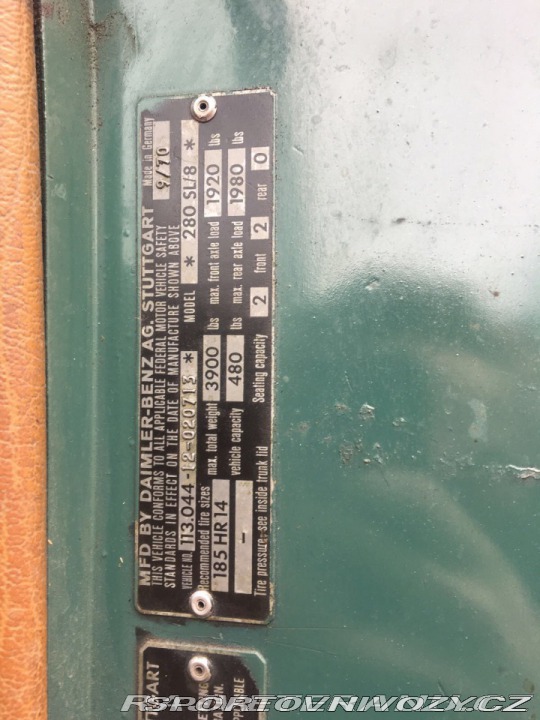 MFD BY DAIMLER-BENZ AG. STUTTGART Made in Germany
THIS VEHICLE CONFORMS TO ALL APPLICABLE FEDERAL MOTOR VEHICLE SAFETY
STANDARDS IN EFFECT ON THE DATE OF MANUFACTURE SHOWN ABOVE 9/70
VEHICLE NO. 113.044-12-020713 * MODEL * 280 SL/8 *
Recommended tire sizes max. total weight 3900 lbs max. front axle load 1920 lbs
185 HR 14 vehicle capacity 480 lbs max. rear axle load 1980 lbs
-
Tire pressure: see inside trunk lid Seating capacity 2 front 2 rear 0
TTGART
PPLICABLE
SPORTOVNIVOZY.CZ